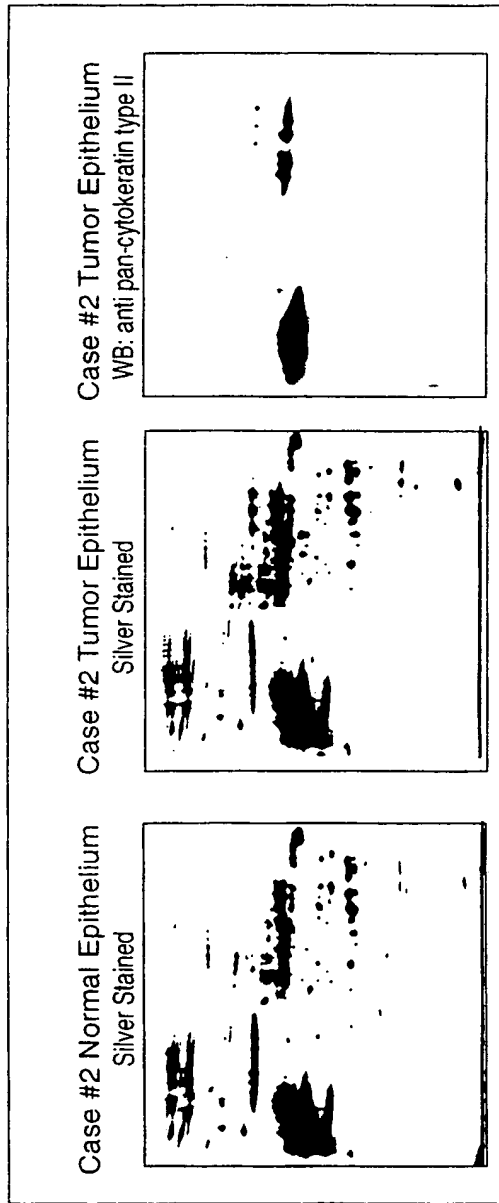 Case #2 Normal Epithelium
Silver Stained
Case #2 Tumor Epithelium
Silver Stained
Case #2 Tumor Epithelium
WB: anti pan-cytokeratin type II